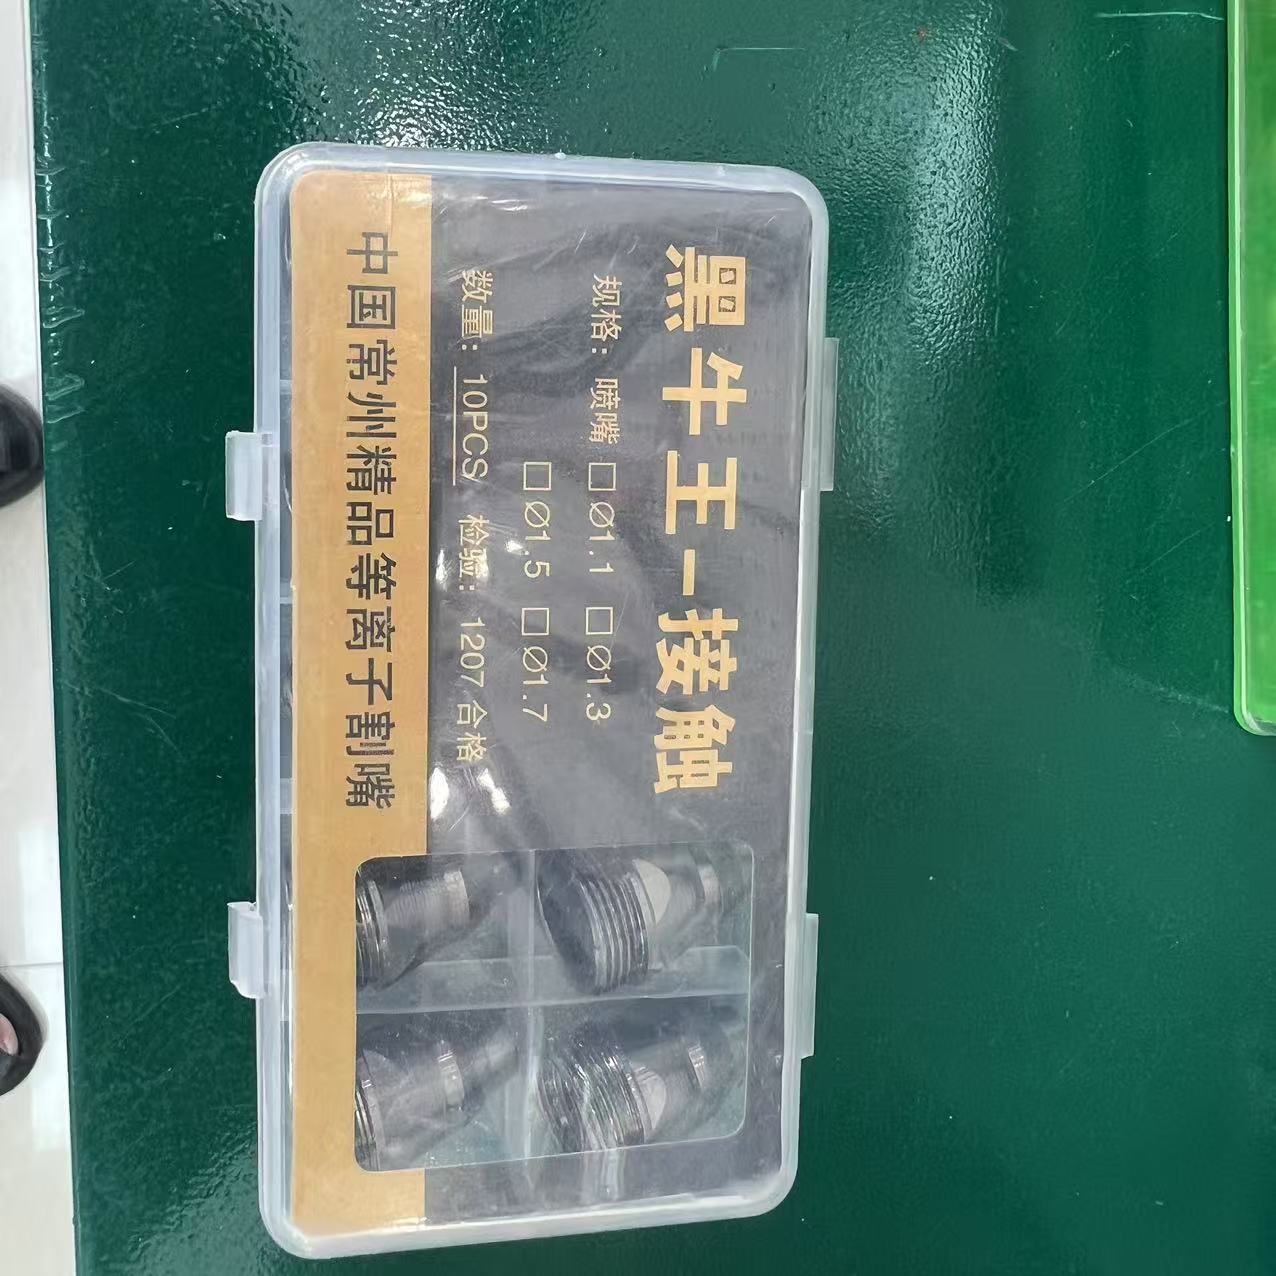 黑牛王-接触
规格：喷嘴 □Ø1.1 □Ø1.3
□Ø1.5 □Ø1.7
数量：10PCS 检验：1207 合格
中国常州精品等离子割嘴